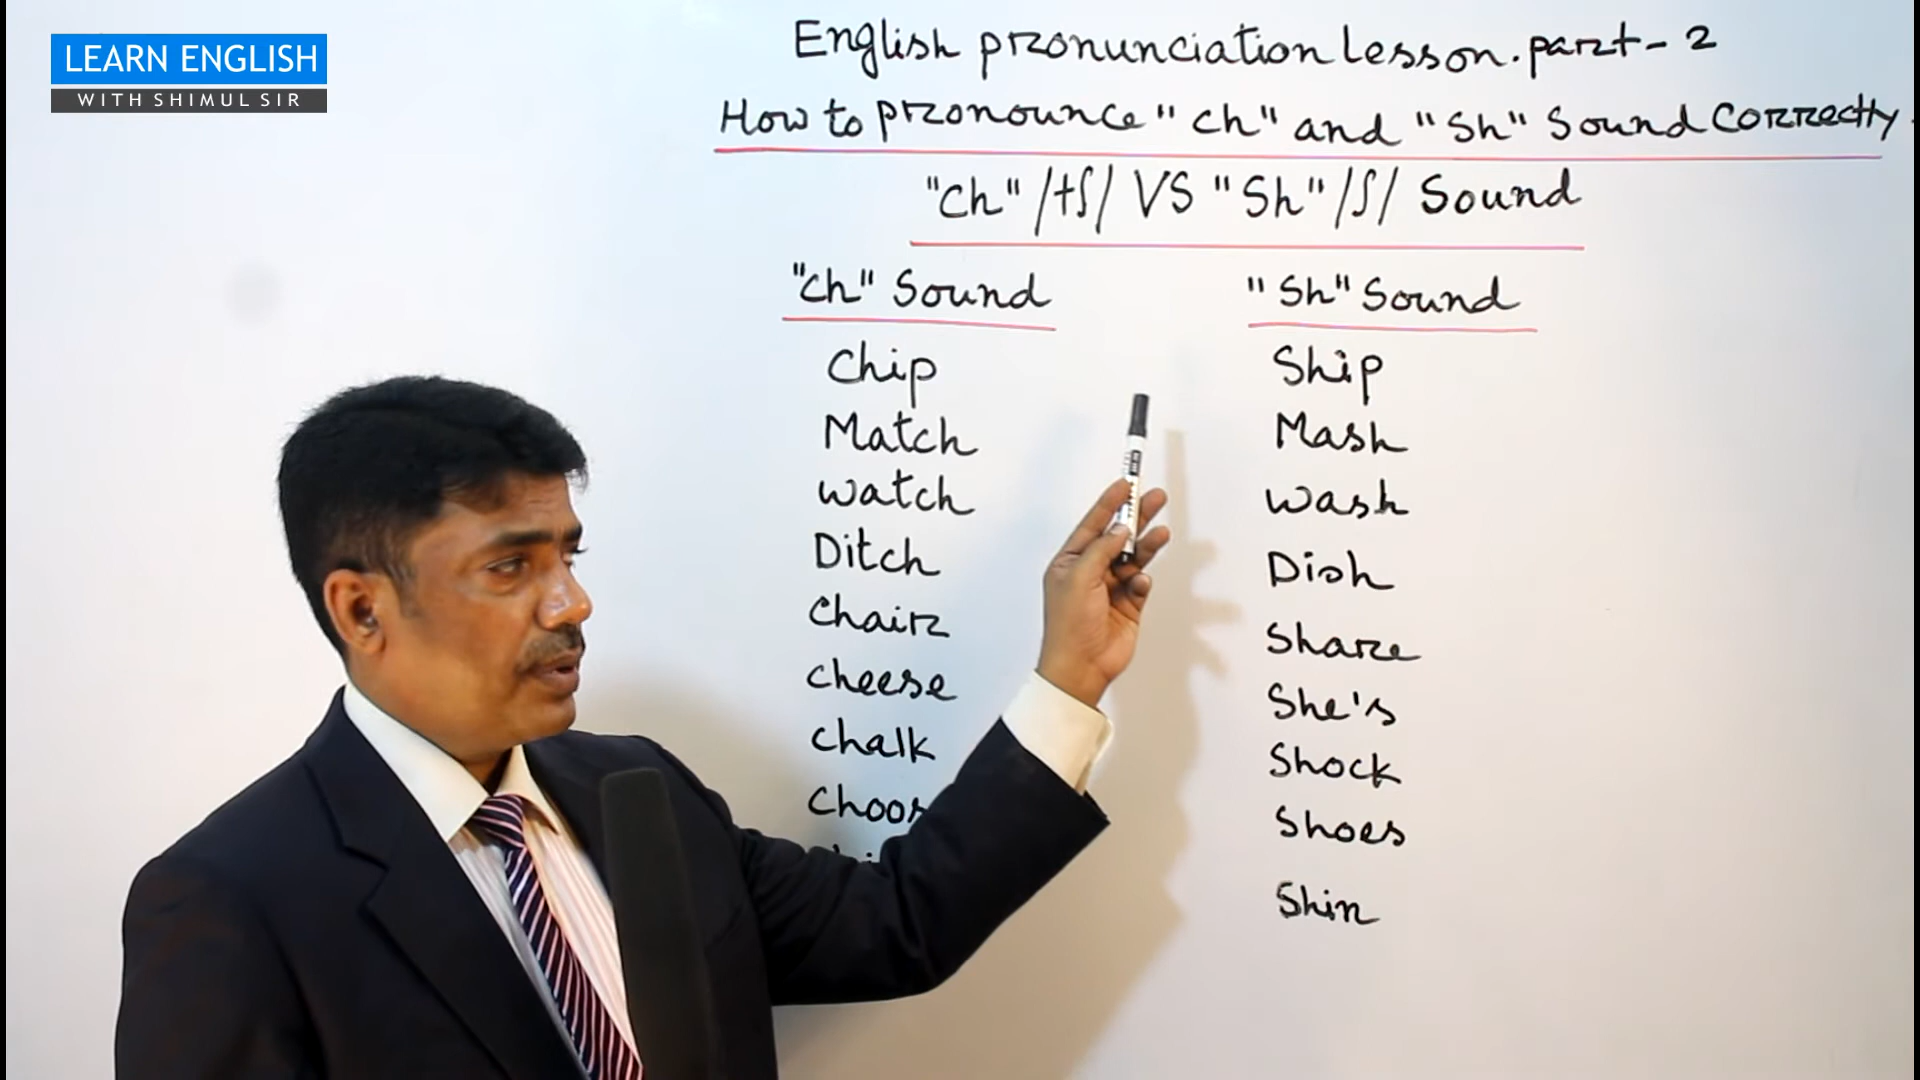 LEARN ENGLISH
WITH SHIMUL SIR
English pronunciation lesson. part - 2
How to pronounce "ch" and "Sh" Sound Correctly.
"ch" /tʃ/ VS "Sh" /ʃ/ Sound
"ch" Sound
"Sh" Sound
Chip
Ship
Match
Mash
watch
wash
Ditch
Dish
Chair
Share
cheese
She's
chalk
Shock
Shoes
Shin